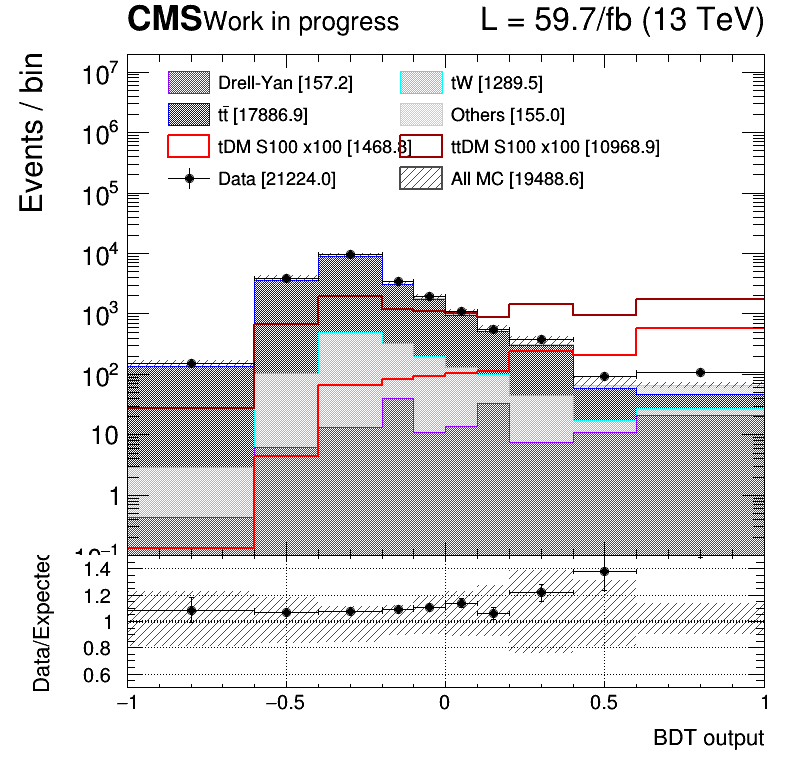 CMS Work in progress L = 59.7/fb (13 TeV)
Events / bin
10⁷
10⁶
10⁵
10⁴
10³
10²
10
1
10⁻¹
Drell-Yan [157.2] tW [1289.5]
tt̄ [17886.9] Others [155.0]
tDM S100 x100 [1468.8] ttDM S100 x100 [10968.9]
Data [21224.0] All MC [19488.6]
Data/Expected
1.4
1.2
1
0.8
0.6
−1 −0.5 0 0.5 1
BDT output